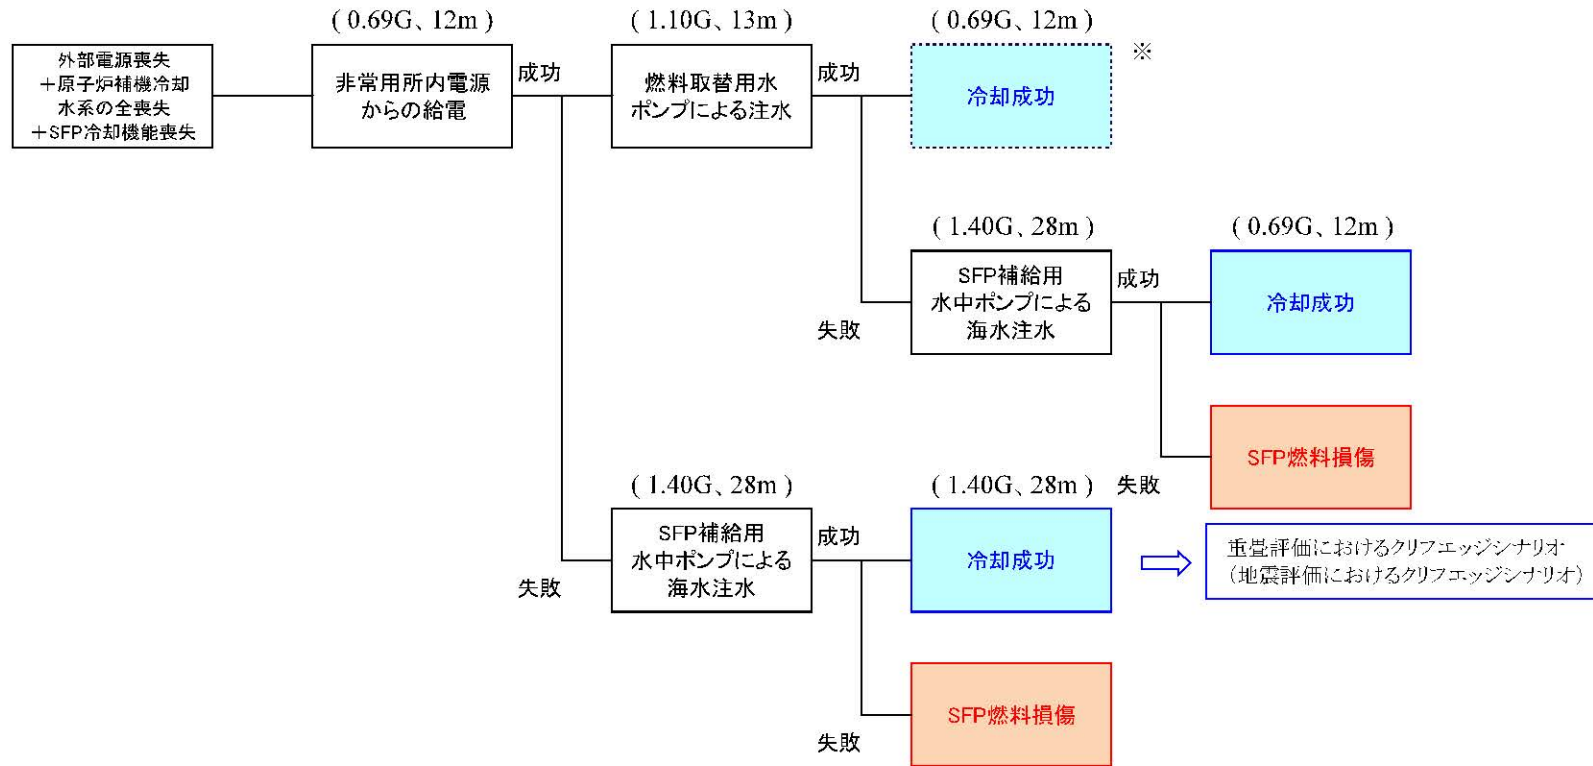 ( 0.69G、12m )
( 1.10G、13m )
( 0.69G、12m )
※
外部電源喪失
＋原子炉補機冷却
水系の全喪失
＋SFP冷却機能喪失
非常用所内電源
からの給電
成功
燃料取替用水
ポンプによる注水
成功
冷却成功
( 1.40G、28m )
( 0.69G、12m )
失敗
SFP補給用
水中ポンプによる
海水注水
成功
冷却成功
失敗
SFP燃料損傷
( 1.40G、28m )
( 1.40G、28m )
失敗
SFP補給用
水中ポンプによる
海水注水
成功
冷却成功
重畳評価におけるクリフエッジシナリオ
（地震評価におけるクリフエッジシナリオ）
失敗
SFP燃料損傷